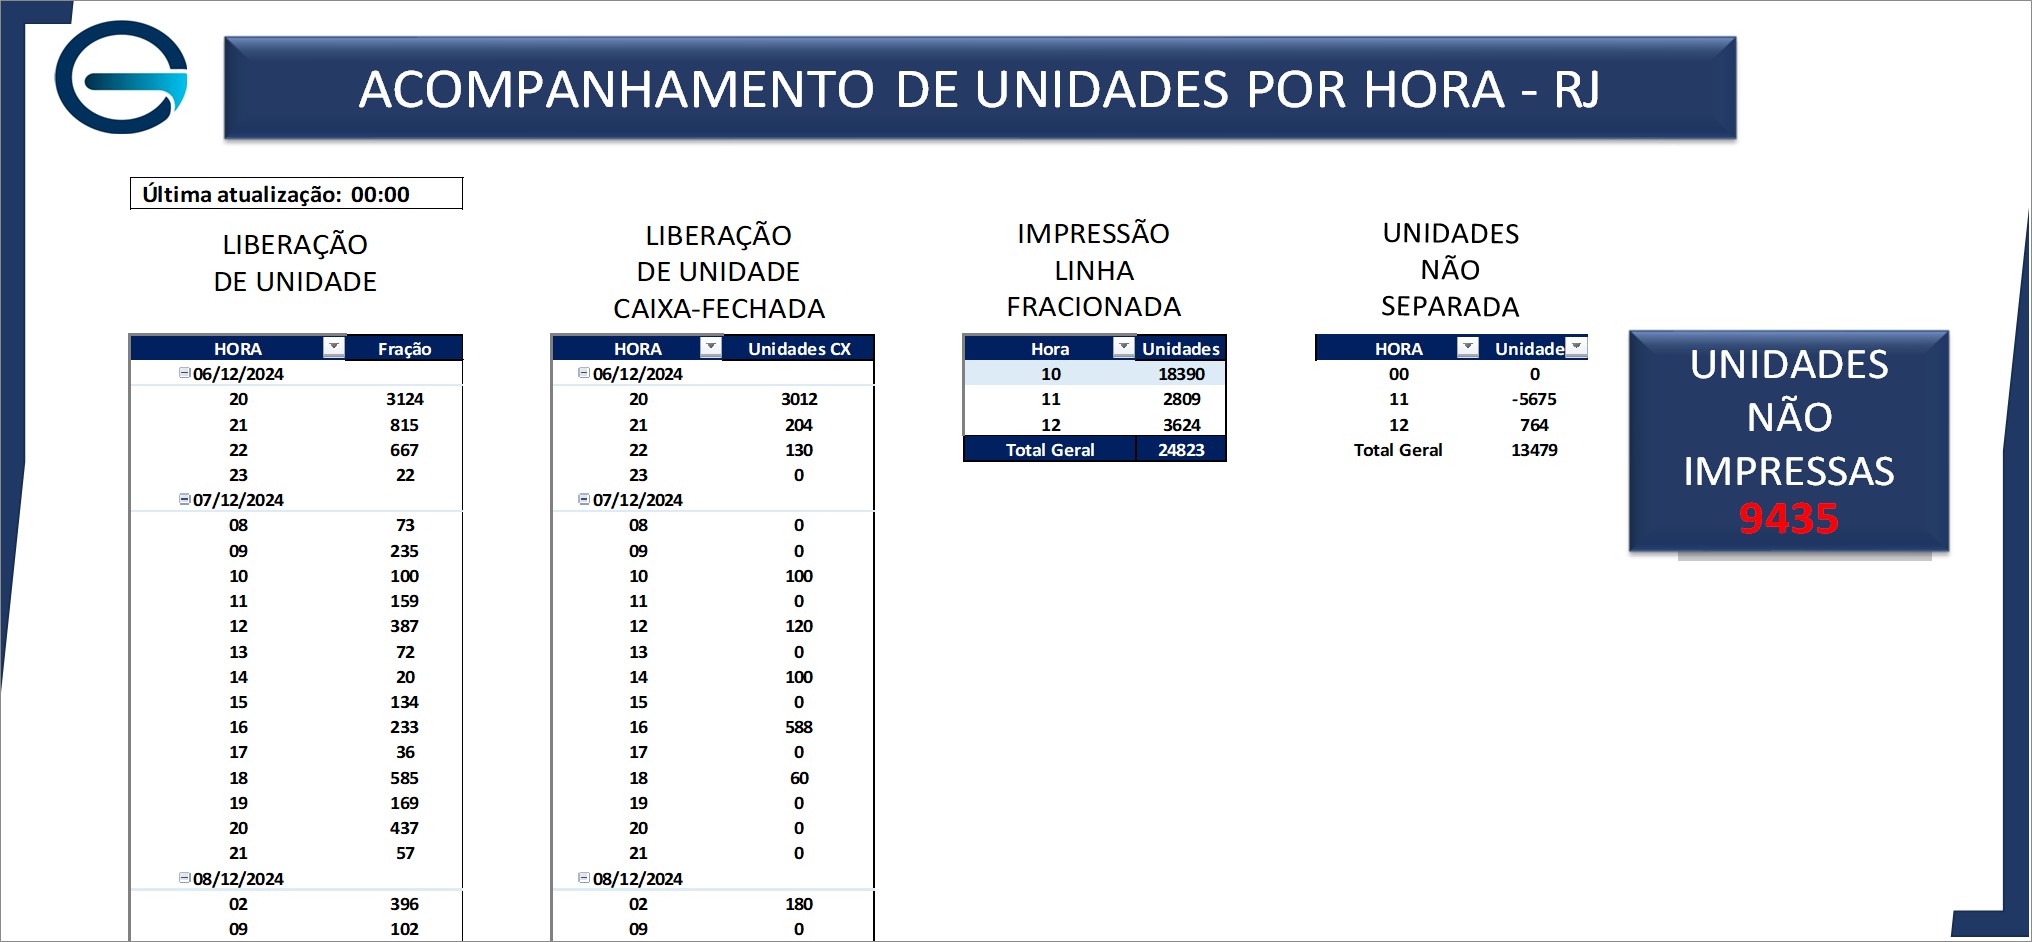 ACOMPANHAMENTO DE UNIDADES POR HORA - RJ
Última atualização: 00:00
LIBERAÇÃO
DE UNIDADE
HORA Fração
06/12/2024
20 3124
21 815
22 667
23 22
07/12/2024
08 73
09 235
10 100
11 159
12 387
13 72
14 20
15 134
16 233
17 36
18 585
19 169
20 437
21 57
08/12/2024
02 396
09 102
LIBERAÇÃO
DE UNIDADE
CAIXA-FECHADA
HORA Unidades CX
06/12/2024
20 3012
21 204
22 130
23 0
07/12/2024
08 0
09 0
10 100
11 0
12 120
13 0
14 100
15 0
16 588
17 0
18 60
19 0
20 0
21 0
08/12/2024
02 180
09 0
IMPRESSÃO
LINHA
FRACIONADA
Hora Unidades
10 18390
11 2809
12 3624
Total Geral 24823
UNIDADES
NÃO
SEPARADA
HORA Unidade
00 0
11 -5675
12 764
Total Geral 13479
UNIDADES
NÃO
IMPRESSAS
9435